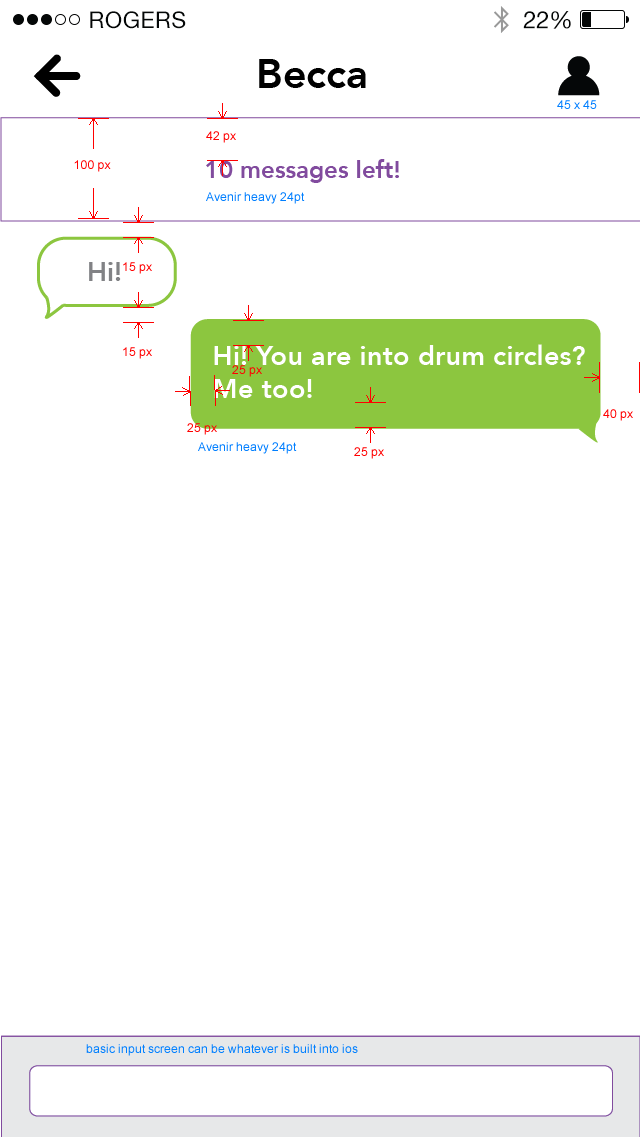 ROGERS 22%
Becca
45 x 45
42 px
100 px
10 messages left!
Avenir heavy 24pt
Hi!
15 px
15 px
Hi! You are into drum circles?
25 px
Me too!
40 px
25 px
Avenir heavy 24pt
25 px
basic input screen can be whatever is built into ios